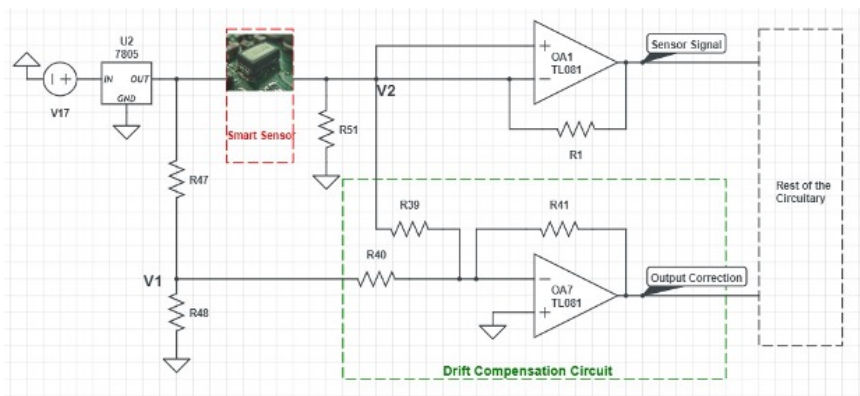 U2
7805
IN OUT
GND
V17
Smart Sensor
R51
V2
OA1
TL081
R1
Sensor Signal
R47
R39
R41
R40
V1
R48
OA7
TL081
Output Correction
Drift Compensation Circuit
Rest of the
Circuitary